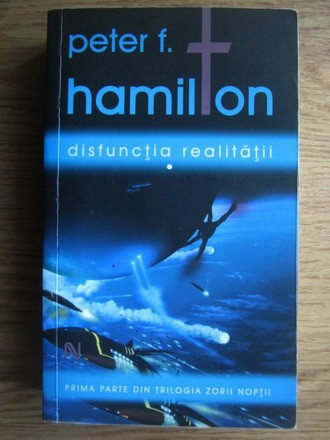 peter f.
hamilton
disfuncția realității
N
PRIMA PARTE DIN TRILOGIA ZORII NOPȚII